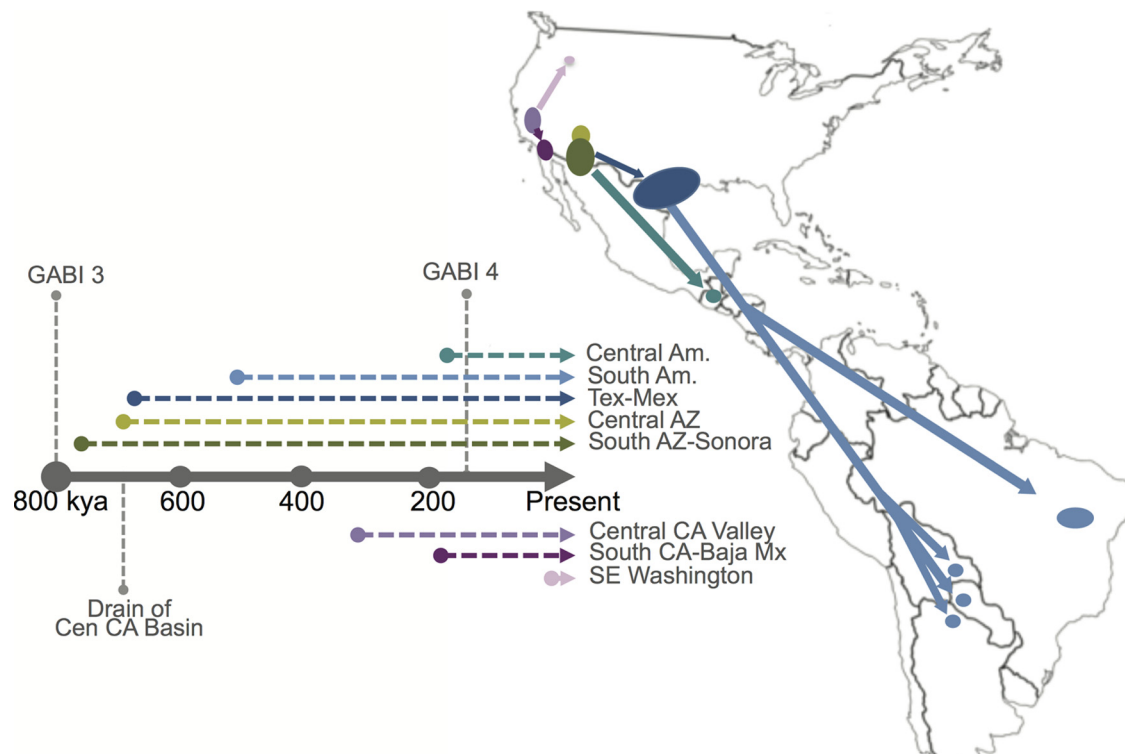 GABI 3
GABI 4
Central Am.
South Am.
Tex-Mex
Central AZ
South AZ-Sonora
800 kya
600
400
200
Present
Central CA Valley
South CA-Baja Mx
SE Washington
Drain of
Cen CA Basin